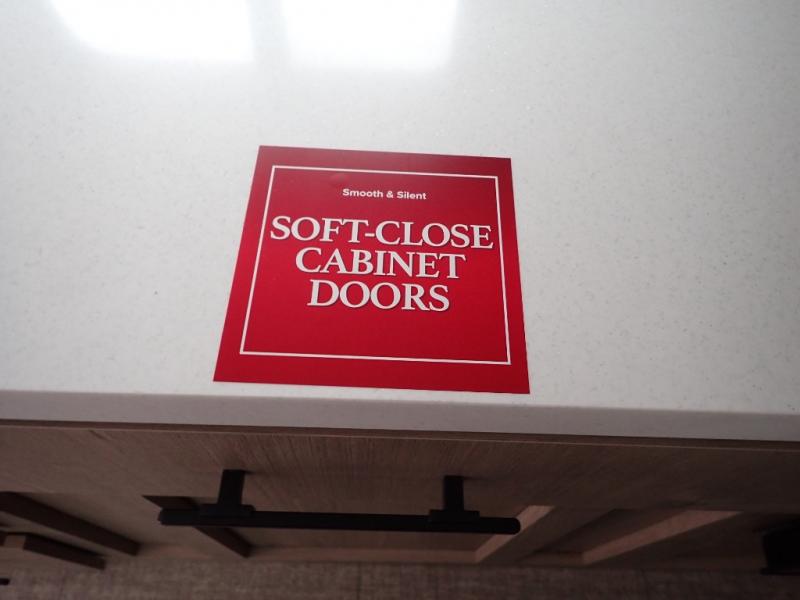 Smooth & Silent
SOFT-CLOSE
CABINET
DOORS